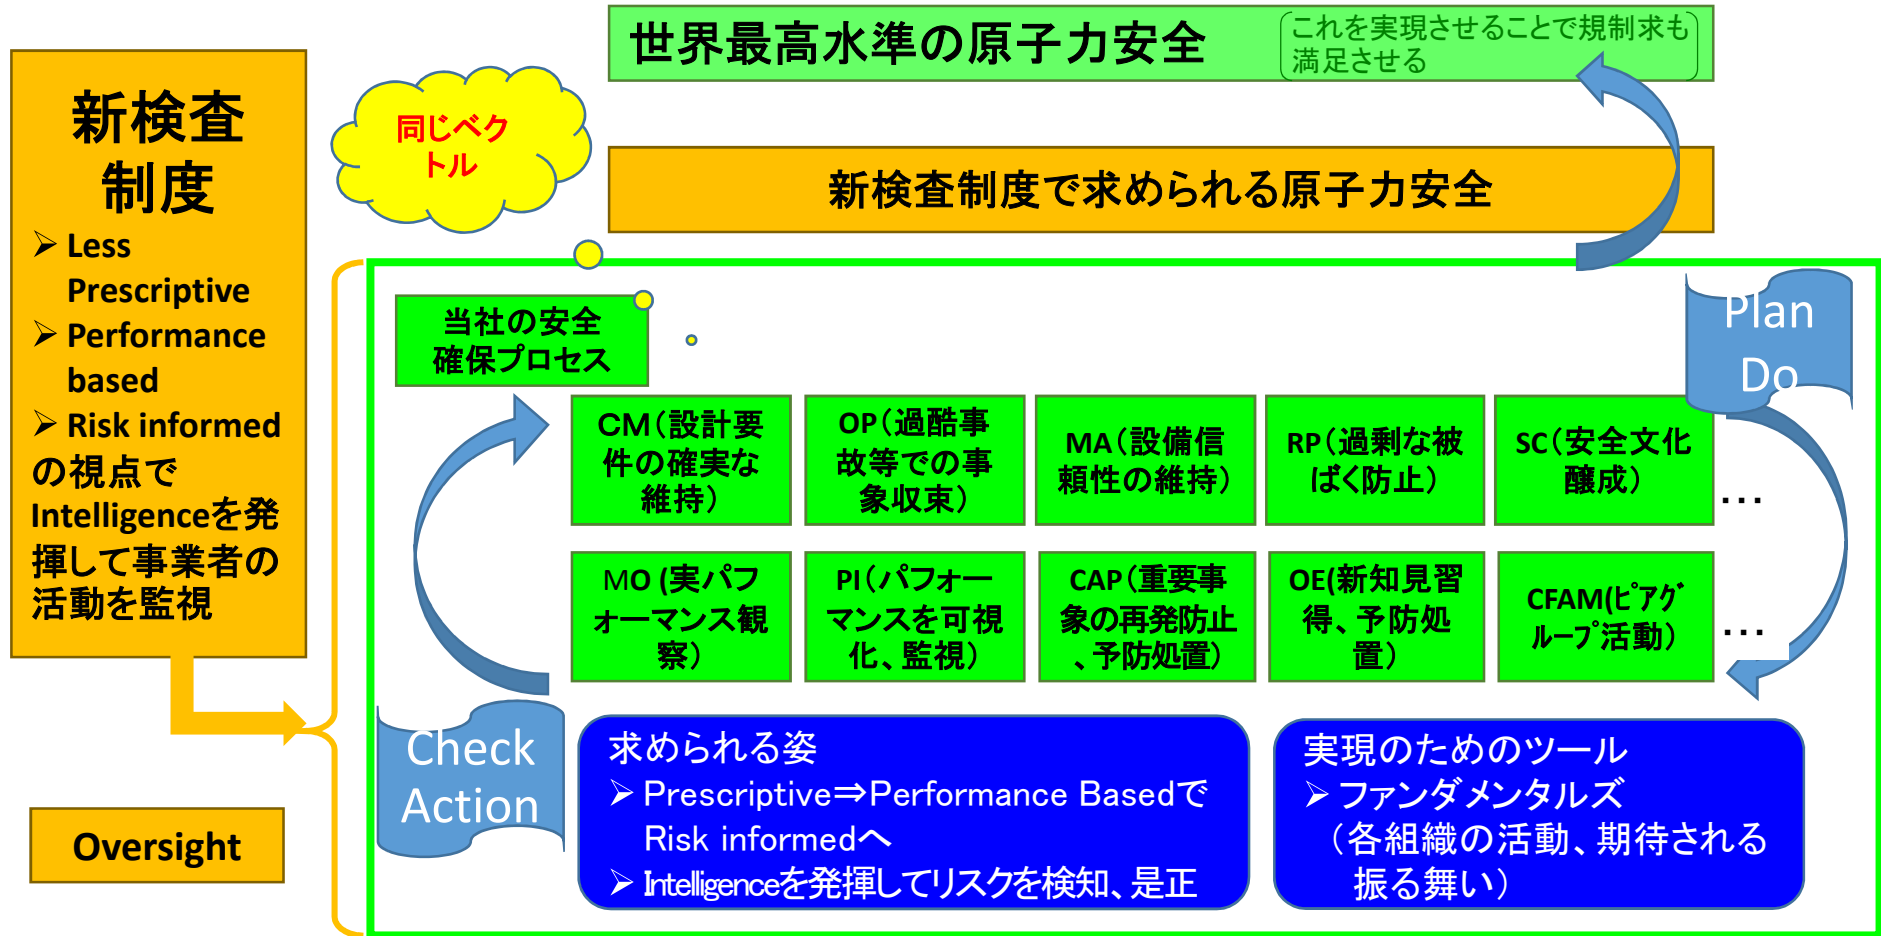 世界最高水準の原子力安全
これを実現させることで規制求も
満足させる
新検査
制度
➢ Less
Prescriptive
➢ Performance
based
➢ Risk informed
の視点で
Intelligenceを発
揮して事業者の
活動を監視
同じベク
トル
新検査制度で求められる原子力安全
当社の安全
確保プロセス
Plan
Do
CM(設計要
件の確実な
維持)
OP(過酷事
故等での事
象収束)
MA(設備信
頼性の維持)
RP(過剰な被
ばく防止)
SC(安全文化
醸成)
...
MO (実パフ
ォーマンス観
察)
PI(パフォー
マンスを可視
化、監視)
CAP(重要事
象の再発防止
、予防処置)
OE(新知見習
得、予防処
置)
CFAM(ピアグ
ループ活動)
...
Check
Action
求められる姿
➢ Prescriptive⇒Performance Basedで
Risk informedへ
➢ Intelligenceを発揮してリスクを検知、是正
実現のためのツール
➢ ファンダメンタルズ
(各組織の活動、期待される
振る舞い)
Oversight